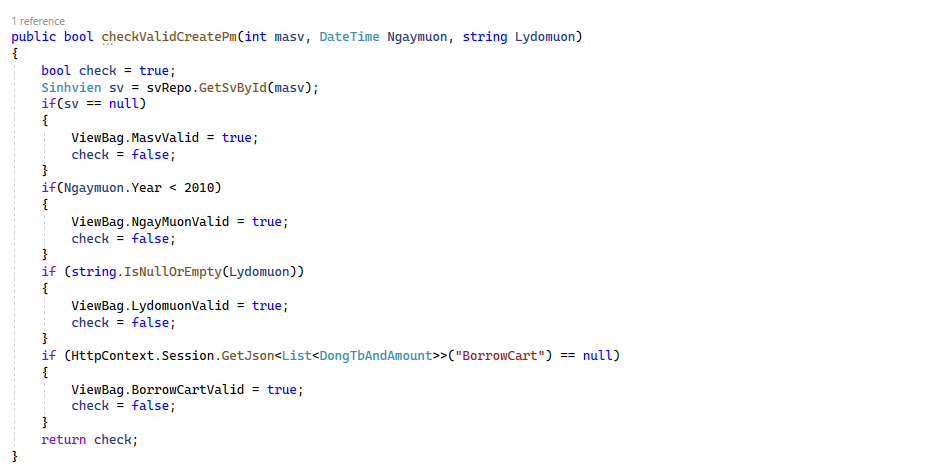 1 reference
public bool checkValidCreatePm(int masv, DateTime Ngaymuon, string Lydomuon)
{
    bool check = true;
    Sinhvien sv = svRepo.GetSvById(masv);
    if(sv == null)
    {
        ViewBag.MasvValid = true;
        check = false;
    }
    if(Ngaymuon.Year < 2010)
    {
        ViewBag.NgayMuonValid = true;
        check = false;
    }
    if (string.IsNullOrEmpty(Lydomuon))
    {
        ViewBag.LydomuonValid = true;
        check = false;
    }
    if (HttpContext.Session.GetJson<List<DongTbAndAmount>>("BorrowCart") == null)
    {
        ViewBag.BorrowCartValid = true;
        check = false;
    }
    return check;
}